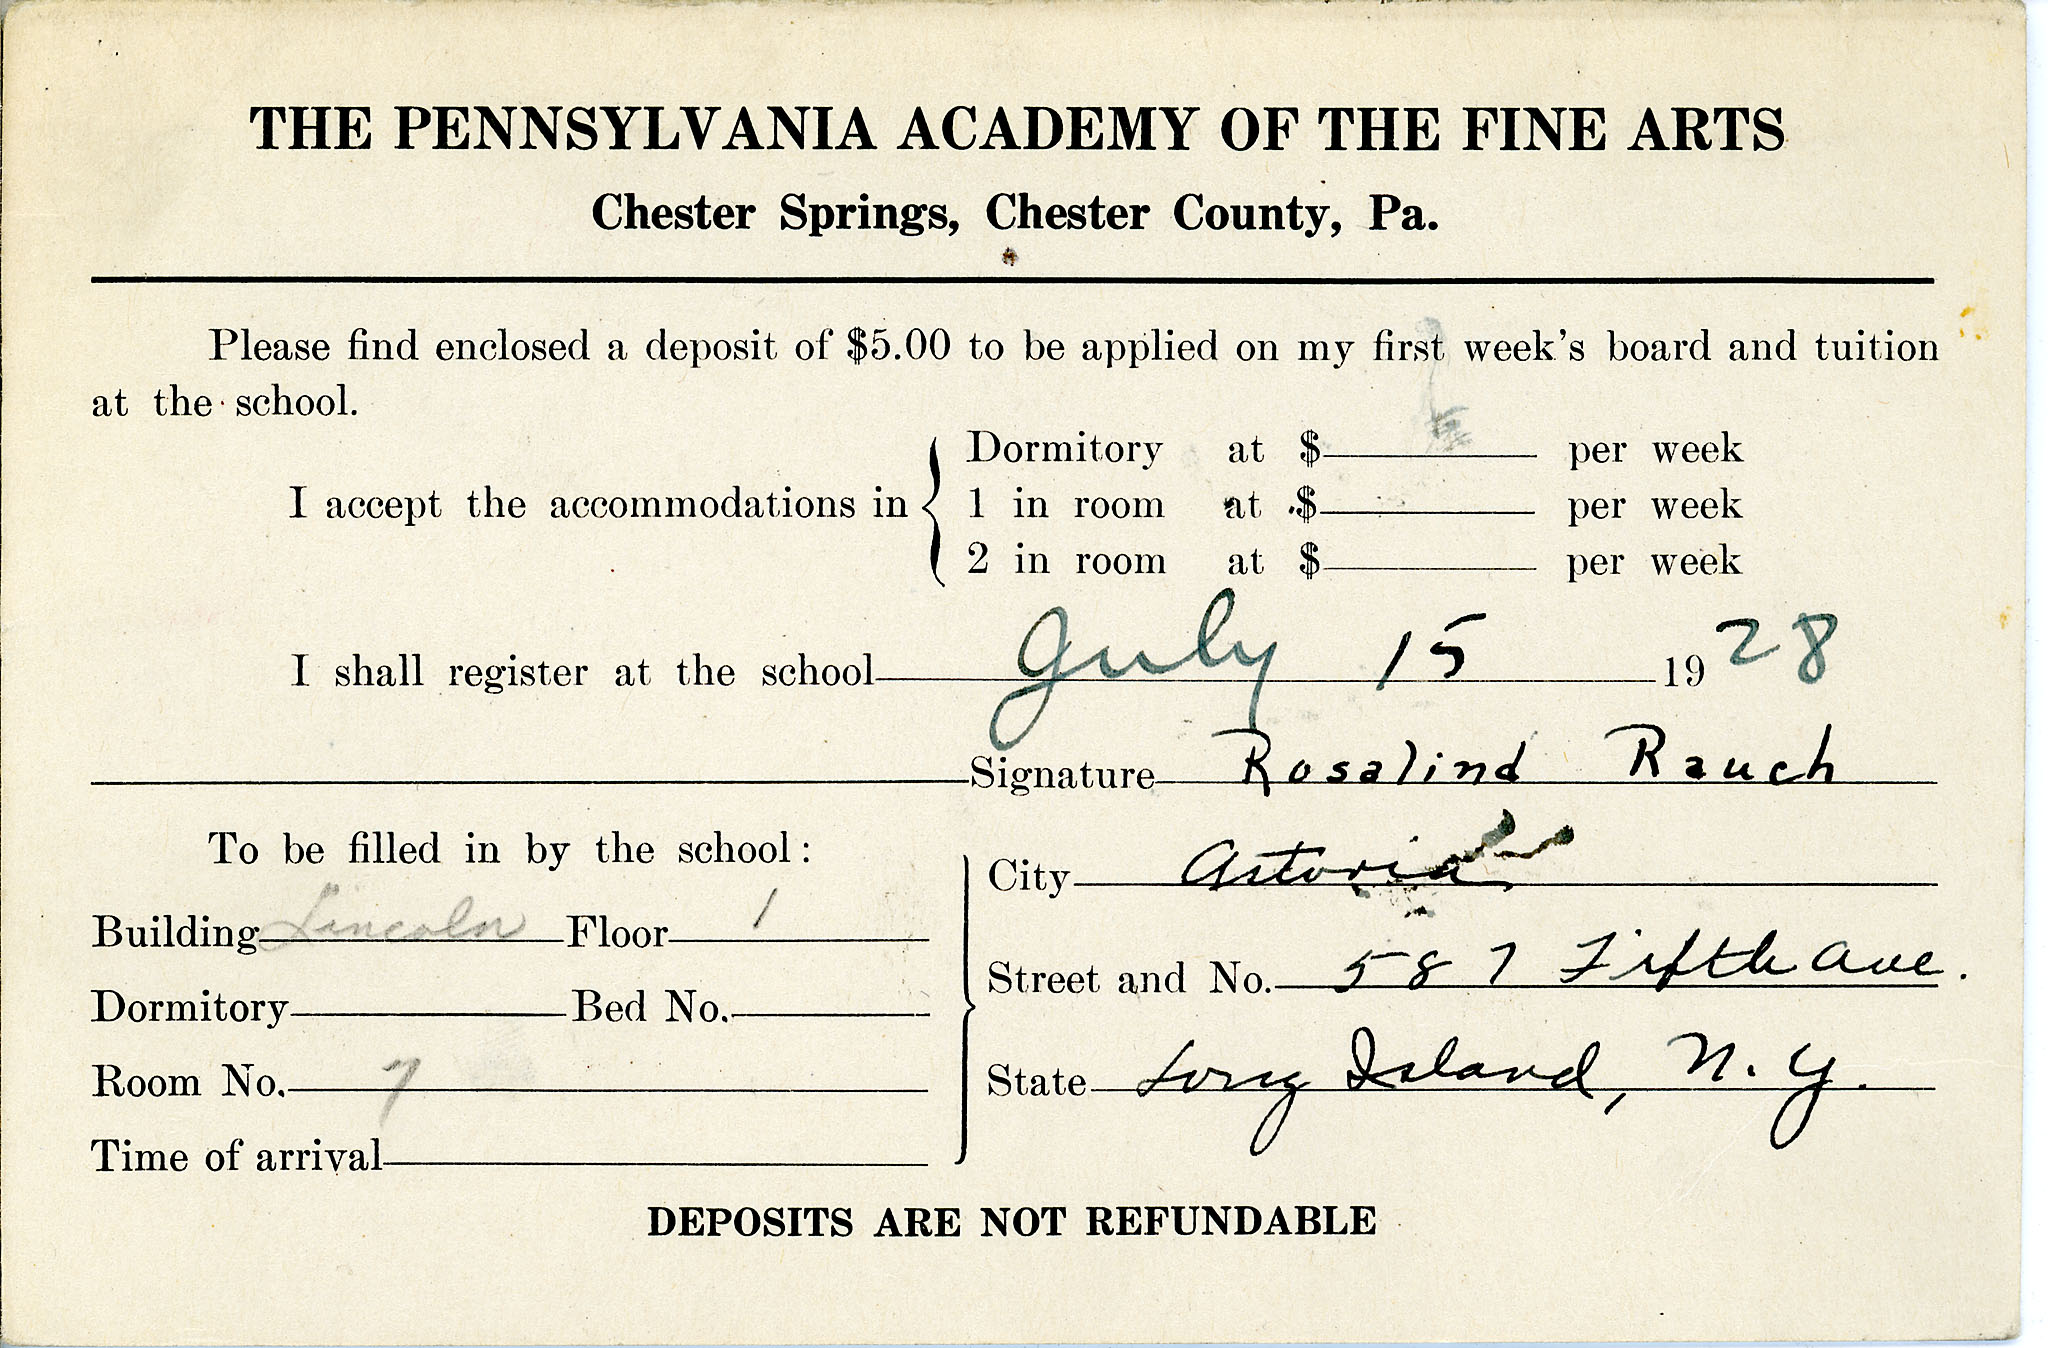 THE PENNSYLVANIA ACADEMY OF THE FINE ARTS
Chester Springs, Chester County, Pa.
Please find enclosed a deposit of $5.00 to be applied on my first week's board and tuition
at the school.
I accept the accommodations in
Dormitory at $ per week
1 in room at $ per week
2 in room at $ per week
I shall register at the school July 15 1928
Signature Rosalind Rauch
To be filled in by the school:
Building Lincoln Floor 1
Dormitory Bed No.
Room No. 7
Time of arrival
City Astoria
Street and No. 587 Fifth Ave.
State Long Island, N.Y.
DEPOSITS ARE NOT REFUNDABLE